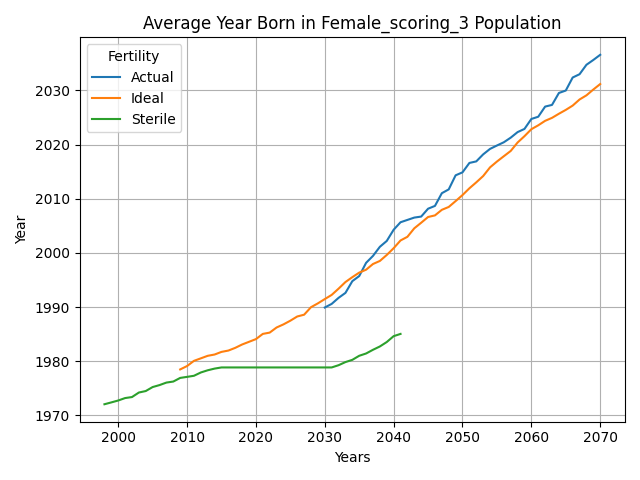 Average Year Born in Female_scoring_3 Population
Fertility
Actual
Ideal
Sterile
Year
2030
2020
2010
2000
1990
1980
1970
2000 2010 2020 2030 2040 2050 2060 2070
Years